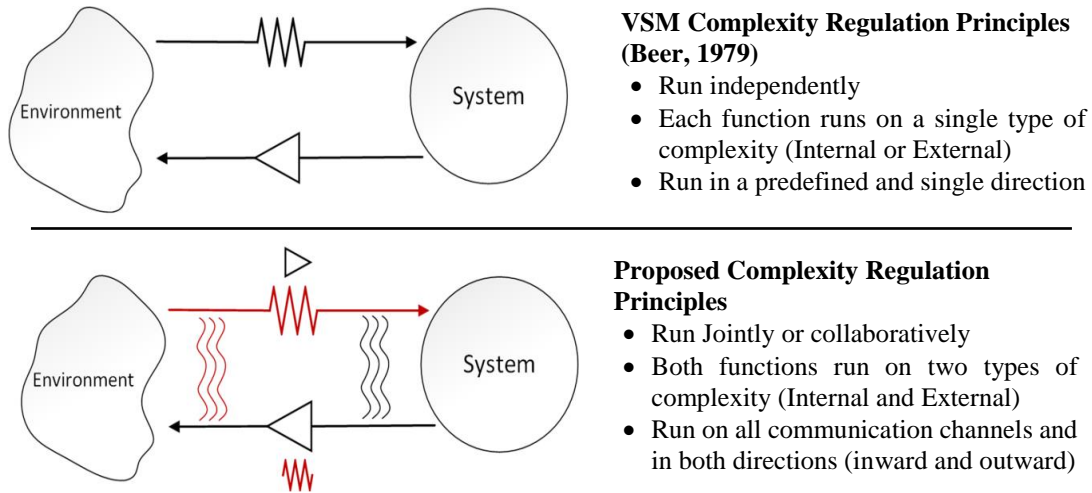 Environment
System
VSM Complexity Regulation Principles
(Beer, 1979)
• Run independently
• Each function runs on a single type of
complexity (Internal or External)
• Run in a predefined and single direction
Environment
System
Proposed Complexity Regulation
Principles
• Run Jointly or collaboratively
• Both functions run on two types of
complexity (Internal and External)
• Run on all communication channels and
in both directions (inward and outward)